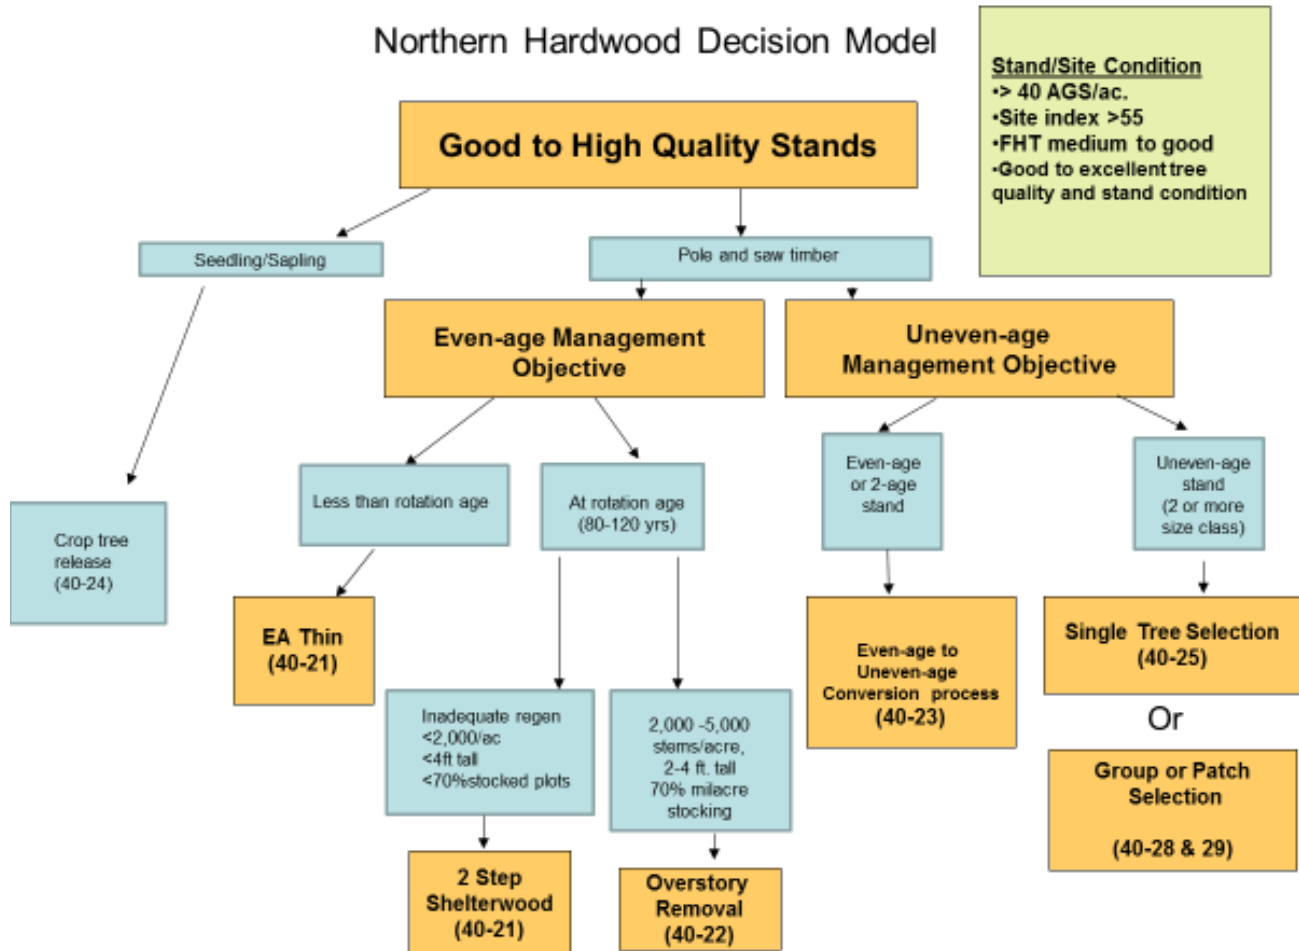 Northern Hardwood Decision Model
Stand/Site Condition
•> 40 AGS/ac.
•Site index >55
•FHT medium to good
•Good to excellent tree
quality and stand condition
Good to High Quality Stands
Seedling/Sapling
Pole and saw timber
Even-age Management
Objective
Uneven-age
Management Objective
Less than rotation age
At rotation age
(80-120 yrs)
Even-age
or 2-age
stand
Uneven-age
stand
(2 or more
size class)
Crop tree
release
(40-24)
EA Thin
(40-21)
Inadequate regen
<2,000/ac
<4ft tall
<70%stocked plots
2,000 -5,000
stems/acre,
2-4 ft. tall
70% milacre
stocking
Even-age to
Uneven-age
Conversion process
(40-23)
Single Tree Selection
(40-25)
Or
Group or Patch
Selection
(40-28 & 29)
2 Step
Shelterwood
(40-21)
Overstory
Removal
(40-22)